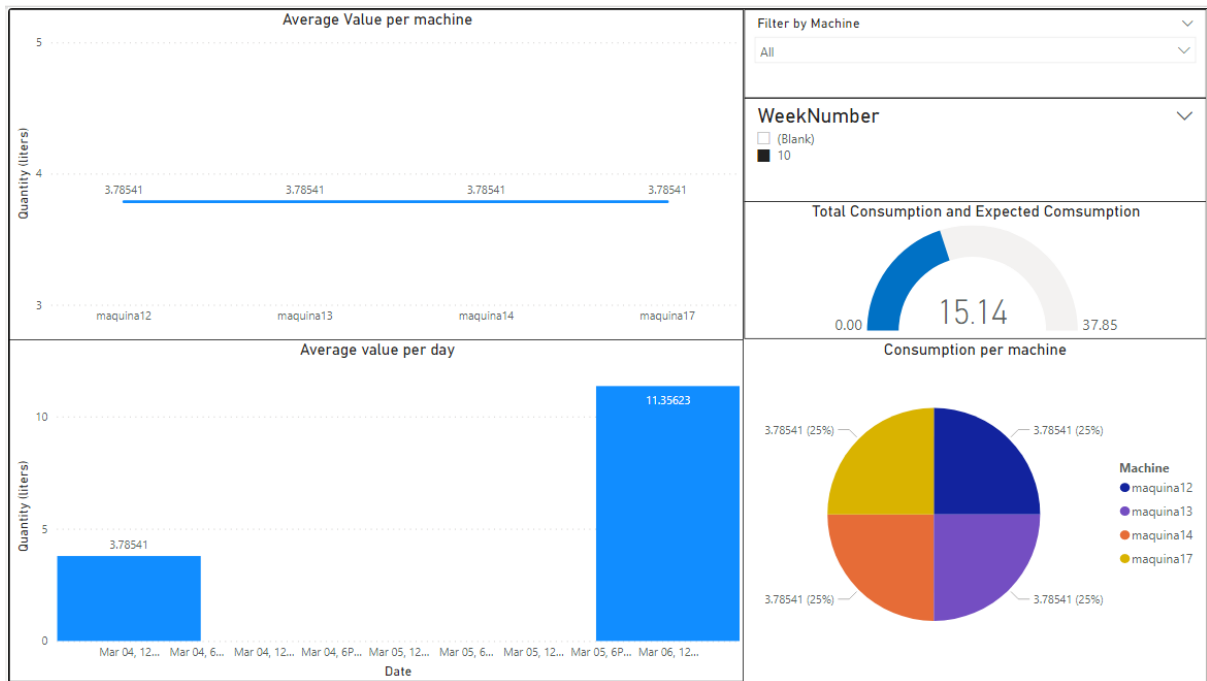 Average Value per machine
5
4
3
Quantity (liters)
3.78541
3.78541
3.78541
3.78541
maquina12
maquina13
maquina14
maquina17
Filter by Machine
All
WeekNumber
(Blank)
10
Total Consumption and Expected Comsumption
0.00
15.14
37.85
Average value per day
10
5
0
Quantity (liters)
3.78541
11.35623
Mar 04, 12...
Mar 04, 6...
Mar 04, 12...
Mar 04, 6P...
Mar 05, 12...
Mar 05, 6...
Mar 05, 12...
Mar 05, 6P...
Mar 06, 12...
Date
Consumption per machine
3.78541 (25%)
3.78541 (25%)
3.78541 (25%)
3.78541 (25%)
Machine
maquina12
maquina13
maquina14
maquina17